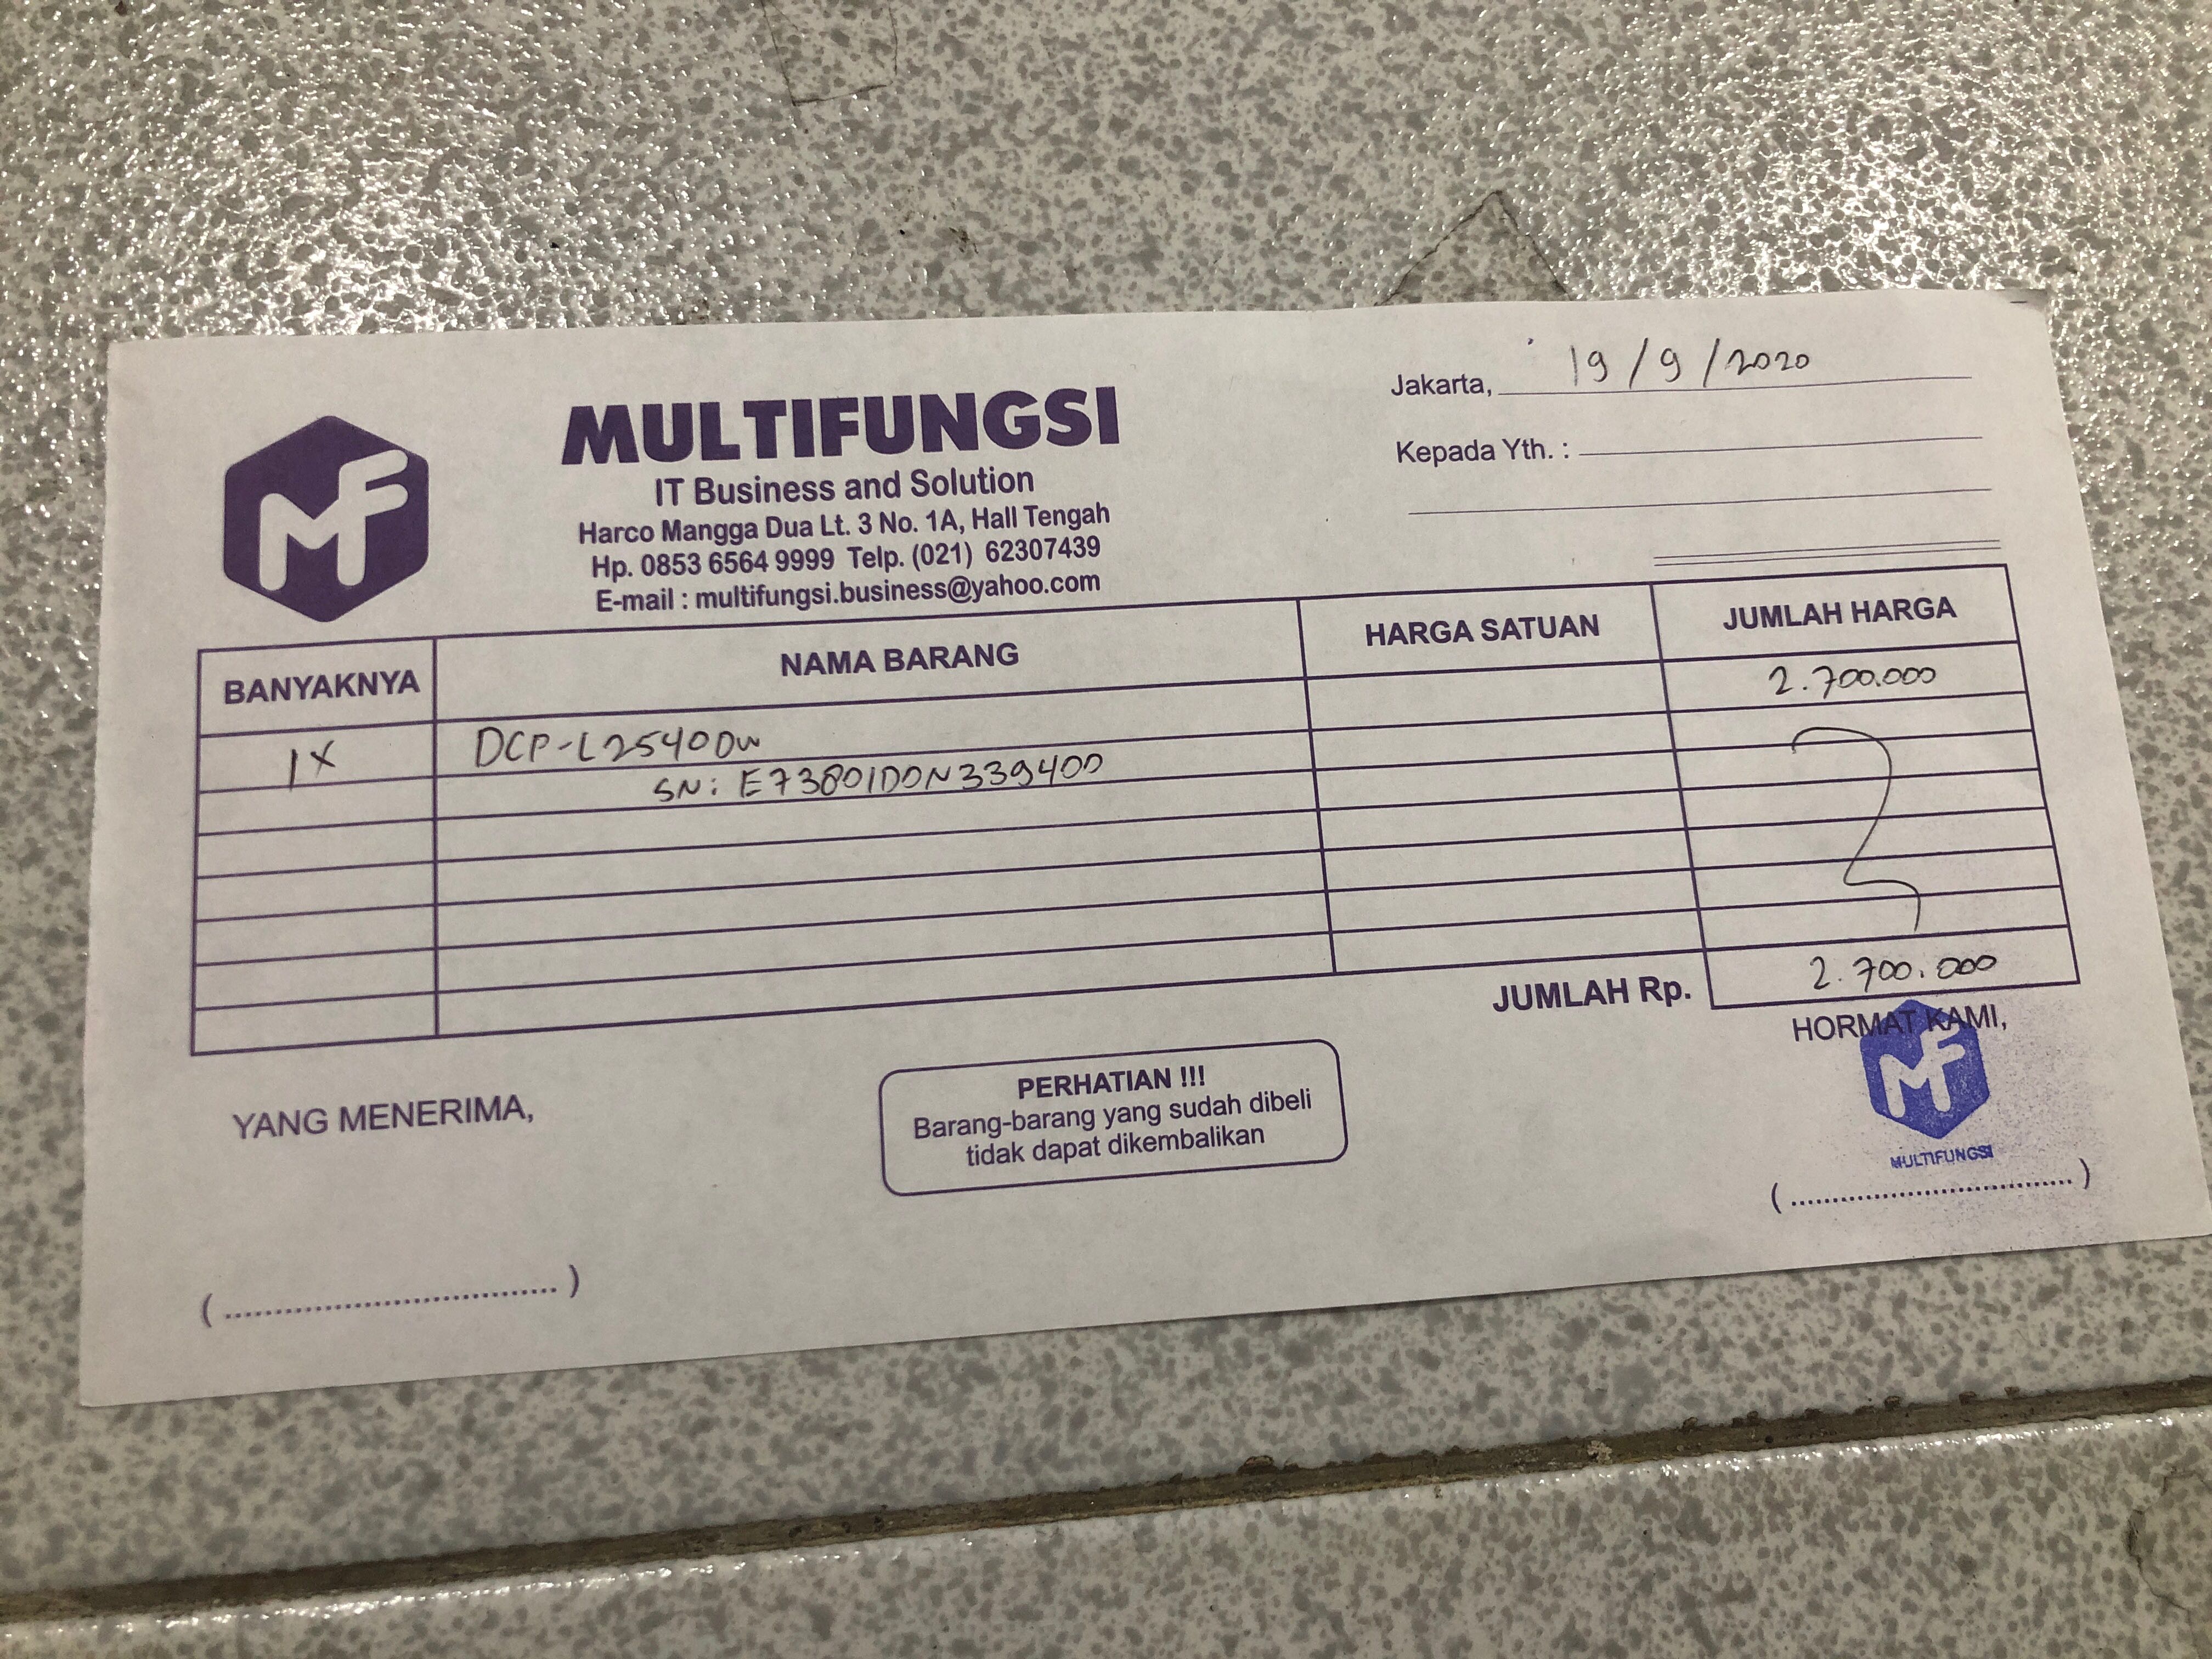 MF
MULTIFUNGSI
IT Business and Solution
Harco Mangga Dua Lt. 3 No. 1A, Hall Tengah
Hp. 0853 6564 9999 Telp. (021) 62307439
E-mail : multifungsi.business@yahoo.com
Jakarta, 19/9/2020
Kepada Yth. :
BANYAKNYA NAMA BARANG HARGA SATUAN JUMLAH HARGA
1X DCP-L2540DW 2.700.000
SN: E73801D0N339400
JUMLAH Rp. 2.700.000
YANG MENERIMA,
(.................................)
PERHATIAN !!!
Barang-barang yang sudah dibeli
tidak dapat dikembalikan
HORMAT KAMI,
MF
MULTIFUNGSI
(.................................)